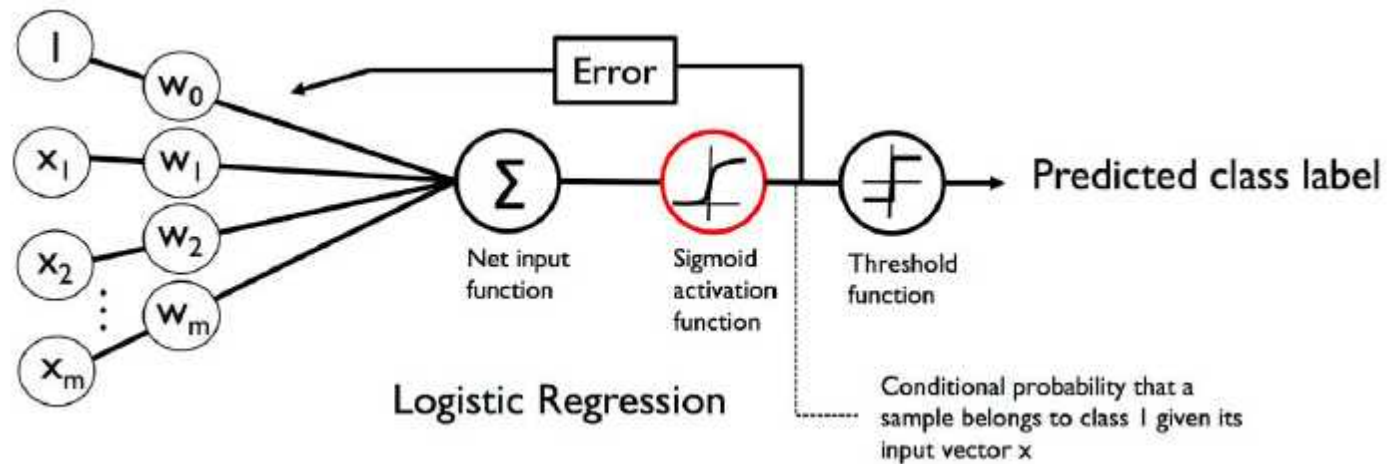 1
w0
x1
w1
x2
w2
⋮
xm
wm
Error
Σ
Net input
function
Sigmoid
activation
function
Threshold
function
Predicted class label
Logistic Regression
Conditional probability that a
sample belongs to class 1 given its
input vector x